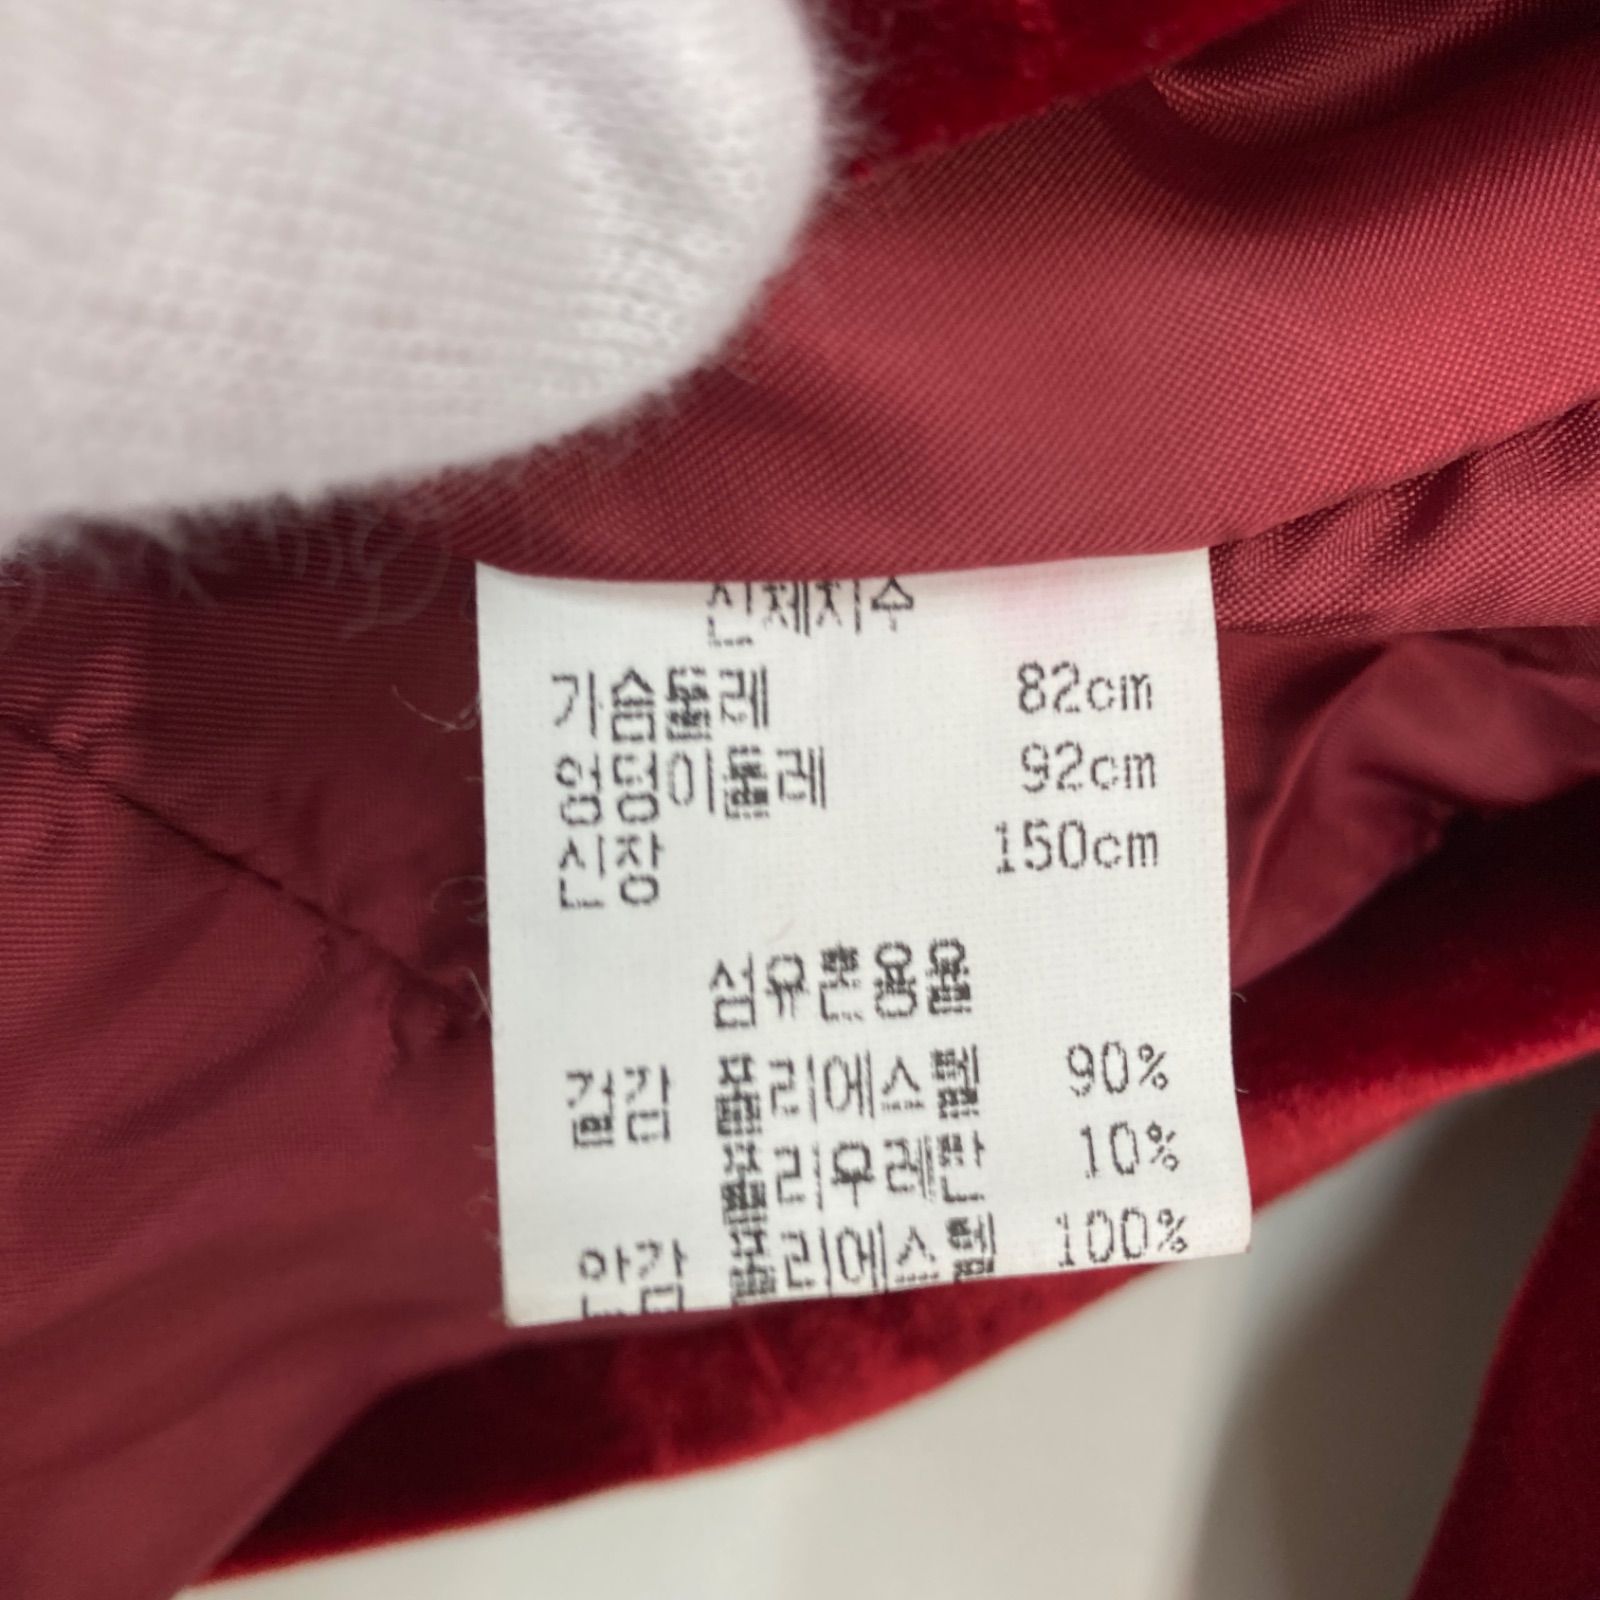 신체치수
가슴둘레 82cm
엉덩이둘레 92cm
신장 150cm
섬유혼용율
겉감 폴리에스텔 90%
폴리우레탄 10%
안감 폴리에스텔 100%